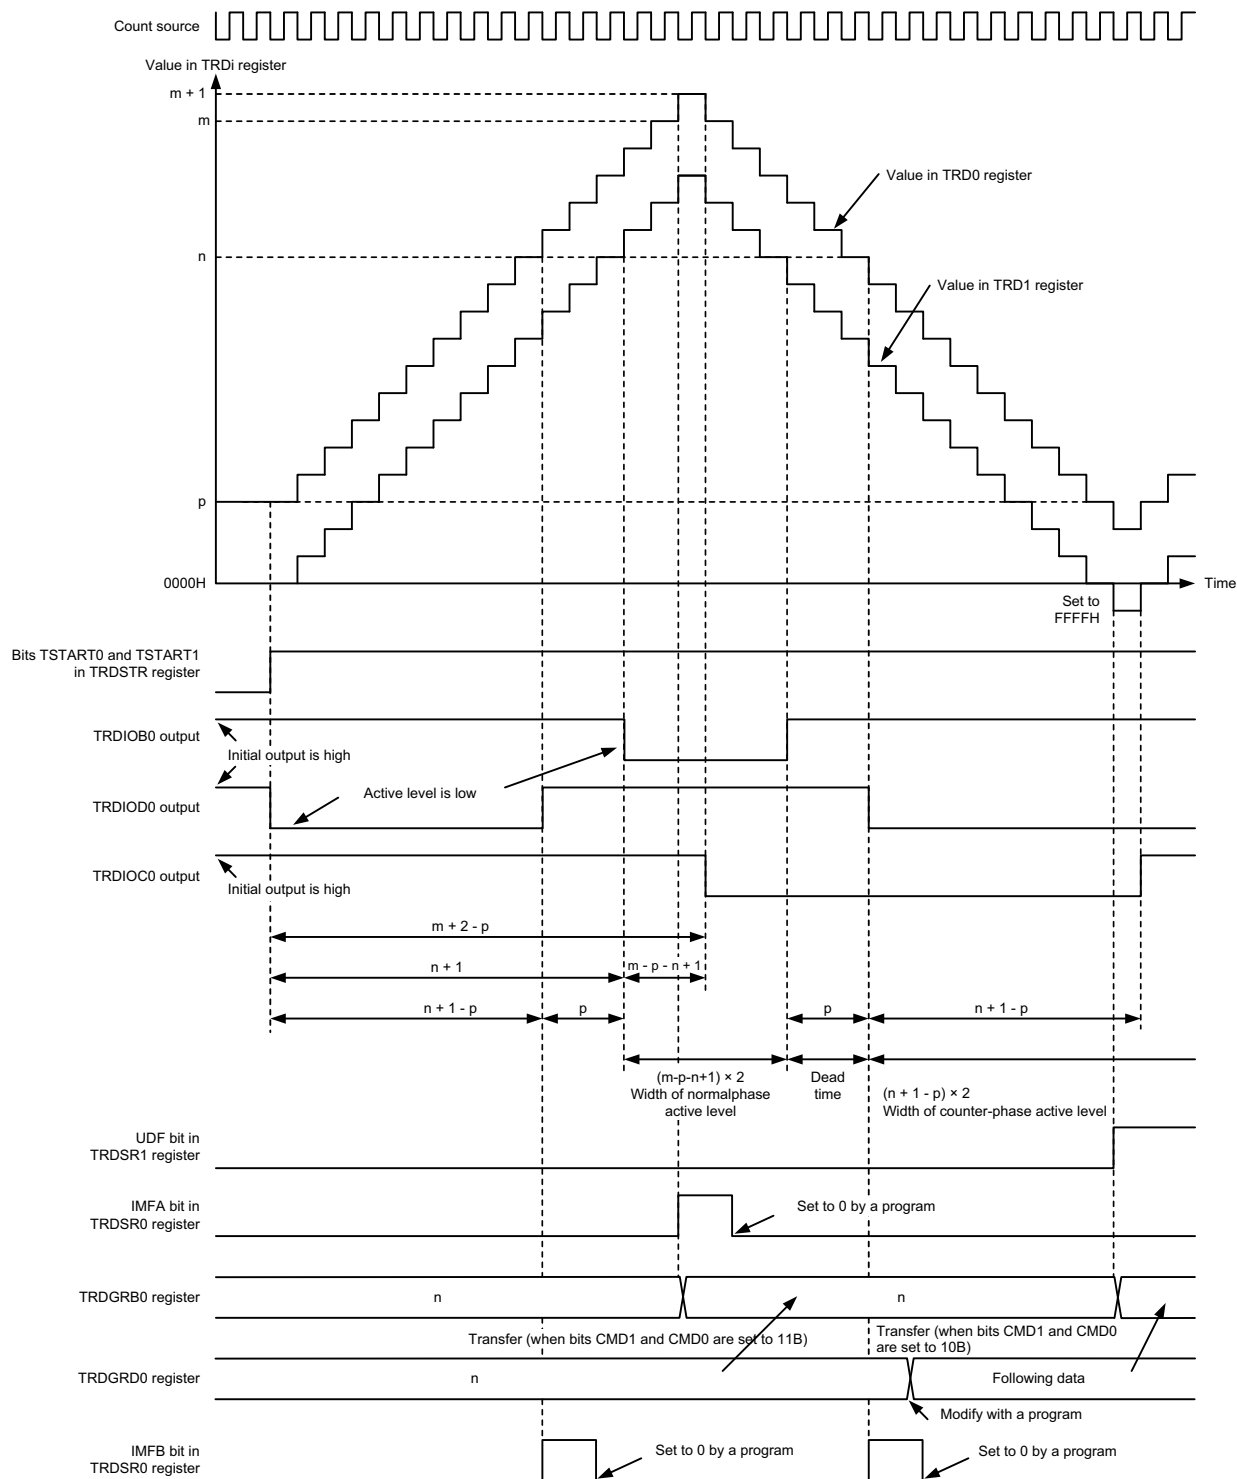 Count source
Value in TRDi register
m + 1
m
Value in TRD0 register
n
Value in TRD1 register
p
0000H
Time
Set to
FFFFH
Bits TSTART0 and TSTART1
in TRDSTR register
TRDIOB0 output
Initial output is high
Active level is low
TRDIOD0 output
TRDIOC0 output
Initial output is high
m + 2 - p
n + 1
m - p - n + 1
n + 1 - p
p
p
n + 1 - p
(m-p-n+1) × 2
Width of normalphase
active level
Dead
time
(n + 1 - p) × 2
Width of counter-phase active level
UDF bit in
TRDSR1 register
IMFA bit in
TRDSR0 register
Set to 0 by a program
TRDGRB0 register
n
n
Transfer (when bits CMD1 and CMD0 are set to 11B)
Transfer (when bits CMD1 and CMD0
are set to 10B)
TRDGRD0 register
n
Following data
Modify with a program
IMFB bit in
TRDSR0 register
Set to 0 by a program
Set to 0 by a program